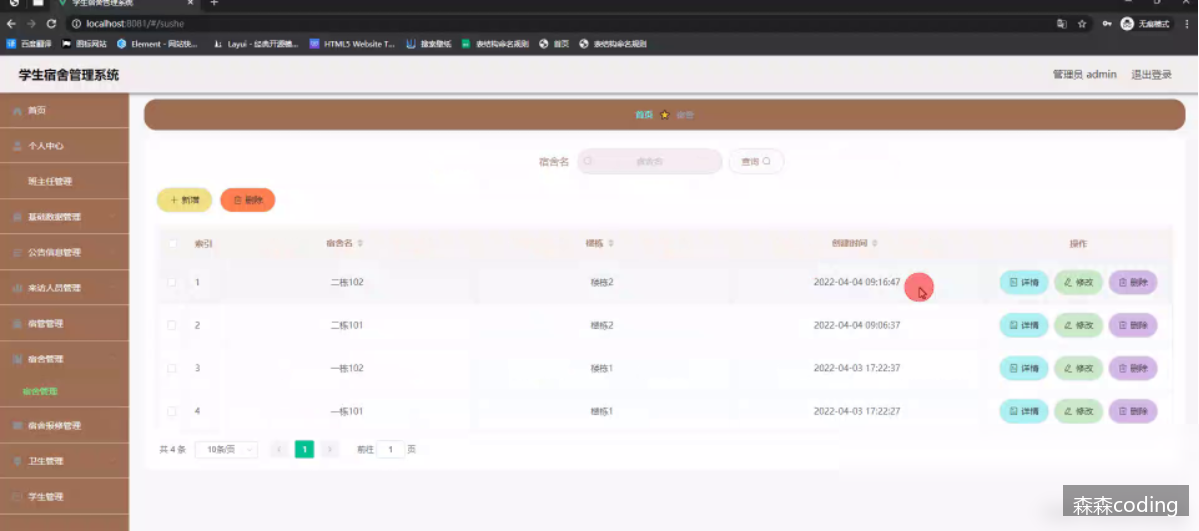 学生宿舍管理系统
localhost:8081/#/sushe
无痕模式
百度翻译 图标网站 Element - 网站快... Layui - 经典开源模... HTML5 Website T... 搜索壁纸 表结构命名规则 首页 表结构命名规则
学生宿舍管理系统 管理员 admin 退出登录
首页
个人中心
班主任管理
基础数据管理
公告信息管理
来访人员管理
宿管管理
宿舍管理
宿舍管理
宿舍报修管理
卫生管理
学生管理
首页 宿舍
宿舍名 宿舍名 查询
+ 新增 删除
索引 宿舍名 楼栋 创建时间 操作
1 二栋102 楼栋2 2022-04-04 09:16:47 详情 修改 删除
2 二栋101 楼栋2 2022-04-04 09:06:37 详情 修改 删除
3 一栋102 楼栋1 2022-04-03 17:22:37 详情 修改 删除
4 一栋101 楼栋1 2022-04-03 17:22:27 详情 修改 删除
共 4 条 10条/页 1 前往 1 页
森森coding